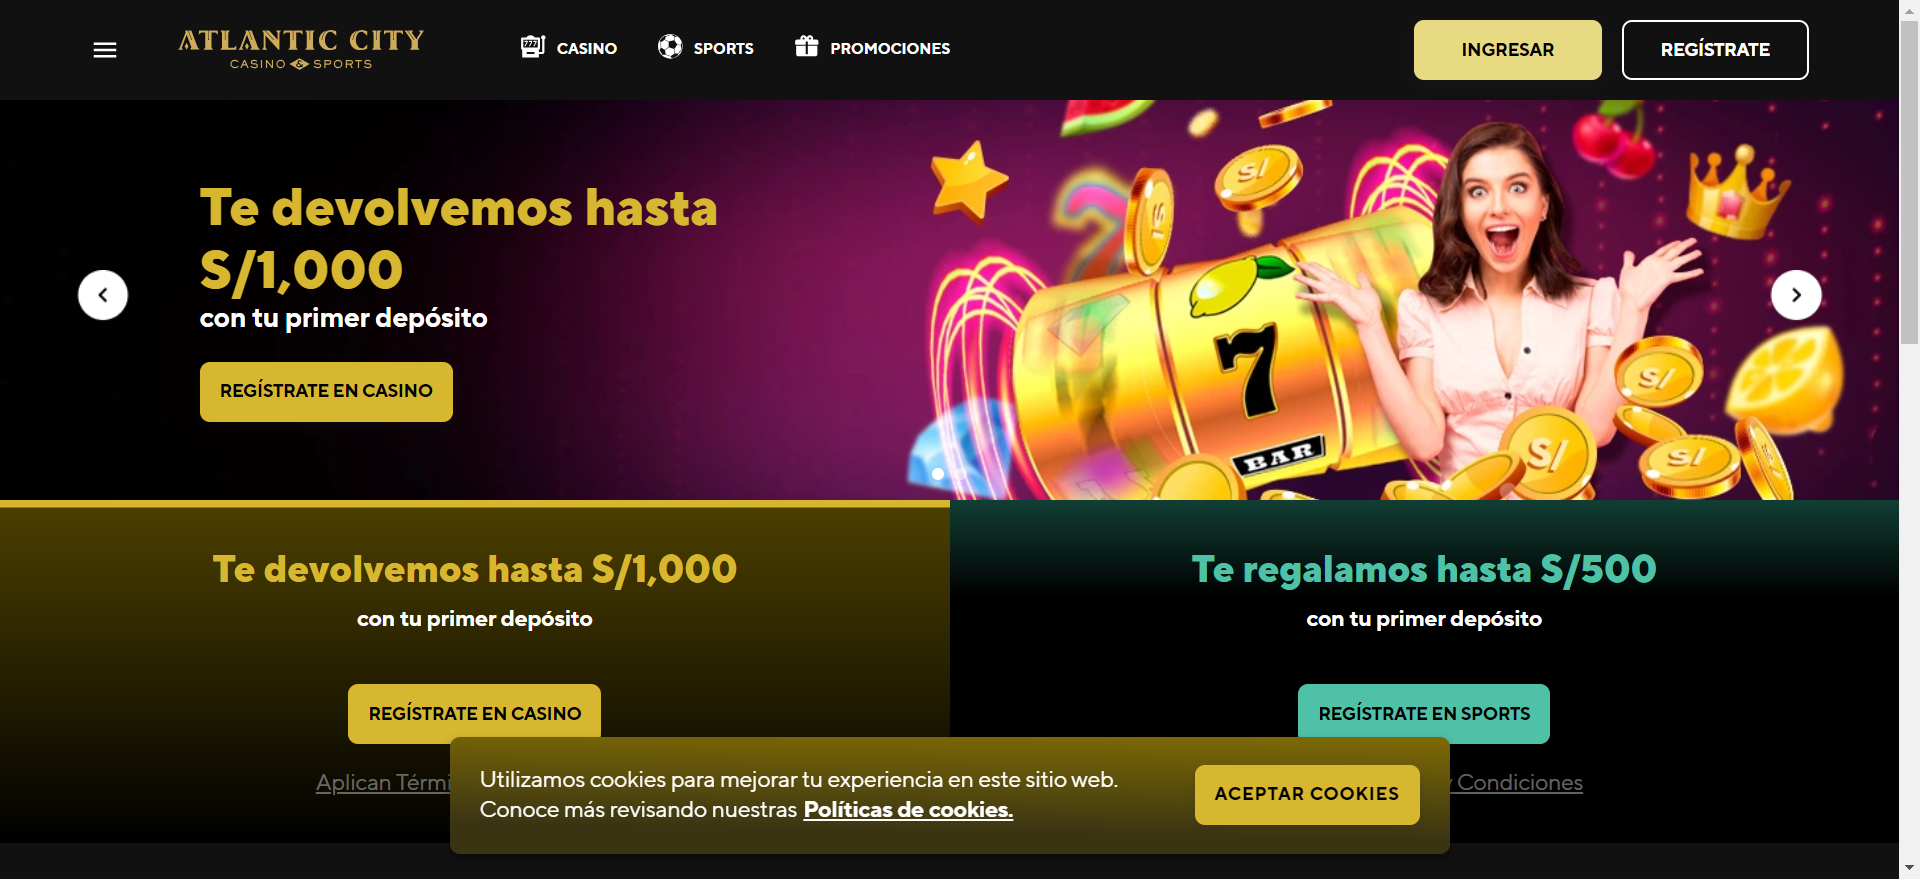 ATLANTIC CITY
CASINO & SPORTS
CASINO
SPORTS
PROMOCIONES
INGRESAR
REGÍSTRATE
Te devolvemos hasta
S/1,000
con tu primer depósito
REGÍSTRATE EN CASINO
S/
S/
7
BAR
S/
S/
S/
Te devolvemos hasta S/1,000
con tu primer depósito
REGÍSTRATE EN CASINO
Te regalamos hasta S/500
con tu primer depósito
REGÍSTRATE EN SPORTS
Aplican
Condiciones
Utilizamos cookies para mejorar tu experiencia en este sitio web.
Conoce más revisando nuestras Políticas de cookies.
ACEPTAR COOKIES